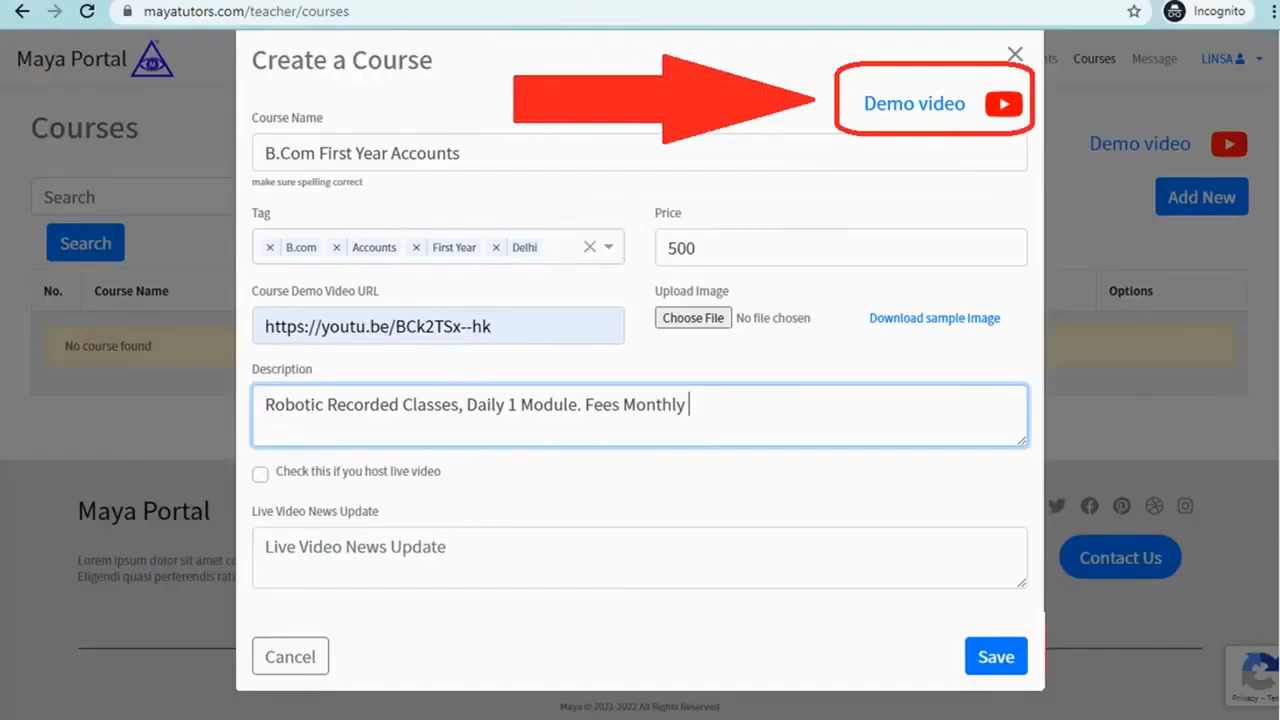 mayatutors.com/teacher/courses
Incognito
Maya Portal
M
nts
Courses
Message
LINSA
Create a Course
Demo video
Courses
Demo video
Course Name
B.Com First Year Accounts
make sure spelling correct
Search
Add New
Tag
Price
× B.com × Accounts × First Year × Delhi
500
Search
No.
Course Name
Options
Course Demo Video URL
Upload Image
https://youtu.be/BCk2TSx--hk
Choose File No file chosen
Download sample Image
No course found
Description
Robotic Recorded Classes, Daily 1 Module. Fees Monthly
Check this if you host live video
Live Video News Update
Live Video News Update
Maya Portal
Lorem ipsum dolor sit amet co
Eligendi quasi perferendis rati
Contact Us
Cancel
Save
Privacy - Ter
Maya © 2021-2022 All Rights Reserved